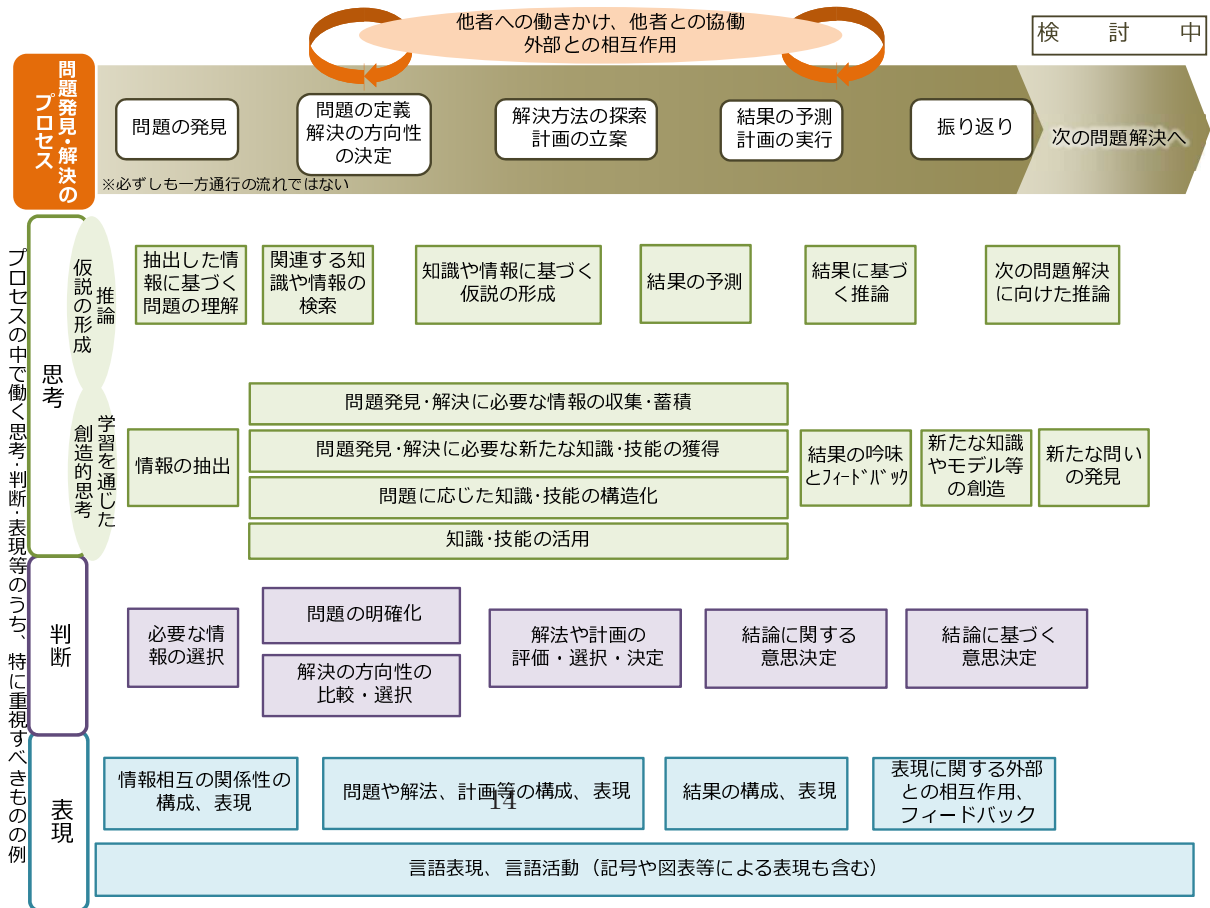 他者への働きかけ、他者との協働
外部との相互作用
検　討　中
問題発見･解決の
プロセス
問題の発見
問題の定義
解決の方向性
の決定
解決方法の探索
計画の立案
結果の予測
計画の実行
振り返り
次の問題解決へ
※必ずしも一方通行の流れではない
プロセスの中で働く思考･判断･表現等のうち、特に重視すべきものの例
思考
推論
仮説の形成
抽出した情
報に基づく
問題の理解
関連する知
識や情報の
検索
知識や情報に基づく
仮説の形成
結果の予測
結果に基づ
く推論
次の問題解決
に向けた推論
学習を通じた
創造的思考
情報の抽出
問題発見･解決に必要な情報の収集･蓄積
問題発見･解決に必要な新たな知識･技能の獲得
問題に応じた知識･技能の構造化
知識･技能の活用
結果の吟味
とﾌｨｰﾄﾞﾊﾞｯｸ
新たな知識
やモデル等
の創造
新たな問い
の発見
判断
必要な情
報の選択
問題の明確化
解決の方向性の
比較・選択
解法や計画の
評価・選択・決定
結論に関する
意思決定
結論に基づく
意思決定
表現
情報相互の関係性の
構成、表現
問題や解法、計画等の構成、表現
14
結果の構成、表現
表現に関する外部
との相互作用、
フィードバック
言語表現、言語活動（記号や図表等による表現も含む）